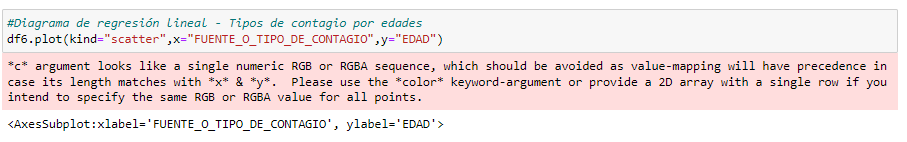 #Diagrama de regresión lineal - Tipos de contagio por edades
df6.plot(kind="scatter",x="FUENTE_O_TIPO_DE_CONTAGIO",y="EDAD")
*c* argument looks like a single numeric RGB or RGBA sequence, which should be avoided as value-mapping will have precedence in
case its length matches with *x* & *y*.  Please use the *color* keyword-argument or provide a 2D array with a single row if you
intend to specify the same RGB or RGBA value for all points.
<AxesSubplot:xlabel='FUENTE_O_TIPO_DE_CONTAGIO', ylabel='EDAD'>